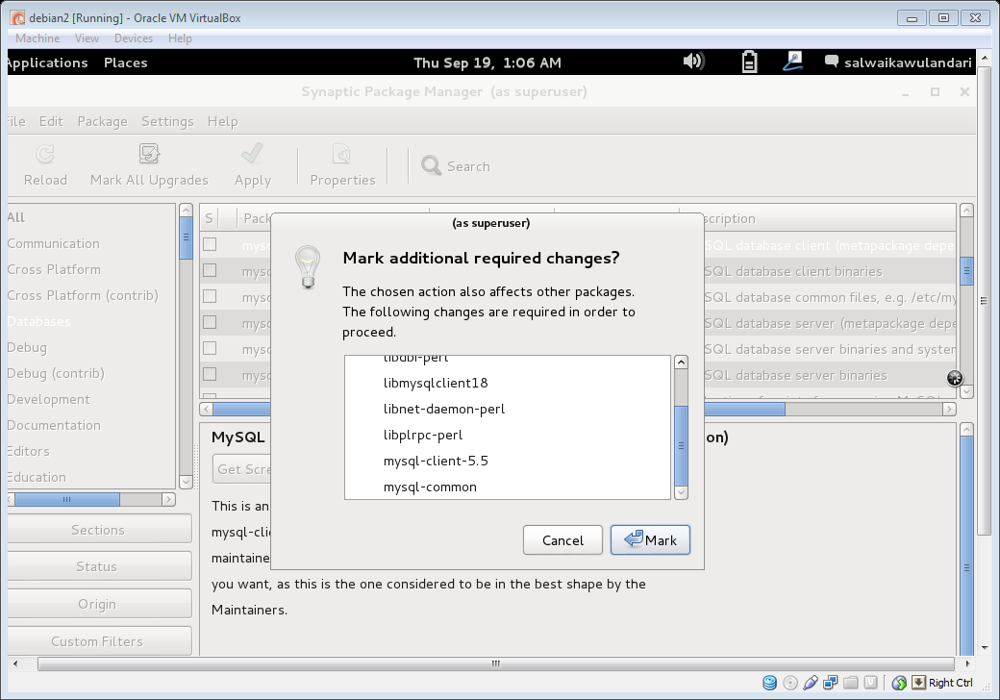 debian2 [Running] - Oracle VM VirtualBox
Machine View Devices Help
Applications Places Thu Sep 19, 1:06 AM salwaikawulandari
Synaptic Package Manager (as superuser)
File Edit Package Settings Help
Reload Mark All Upgrades Apply Properties Search
All
Communication
Cross Platform
Cross Platform (contrib)
Databases
Debug
Debug (contrib)
Development
Documentation
Editors
Education
Sections
Status
Origin
Custom Filters
S Pack scription
mys SQL database client (metapackage depe
mysq SQL database client binaries
mysq SQL database common files, e.g. /etc/my
mysq SQL database server (metapackage depe
mysq SQL database server binaries and system
mysq SQL database server binaries
(as superuser)
Mark additional required changes?
The chosen action also affects other packages.
The following changes are required in order to
proceed.
libdbi-perl
libmysqlclient18
libnet-daemon-perl
libplrpc-perl
mysql-client-5.5
mysql-common
Cancel Mark
MySQL on)
Get Scre
This is an
mysql-clie
maintaine
you want, as this is the one considered to be in the best shape by the
Maintainers.
Right Ctrl